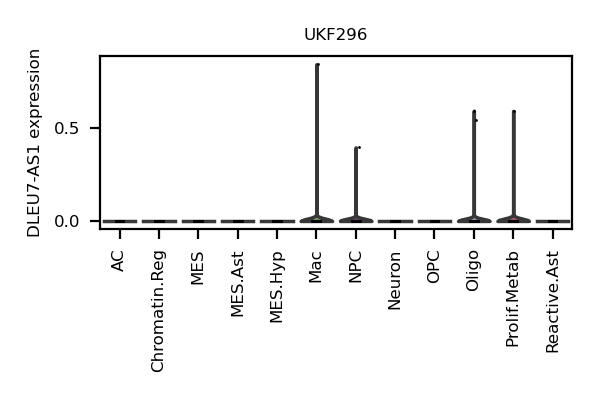 UKF296
DLEU7-AS1 expression
0.5
0.0
AC
Chromatin.Reg
MES
MES.Ast
MES.Hyp
Mac
NPC
Neuron
OPC
Oligo
Prolif.Metab
Reactive.Ast